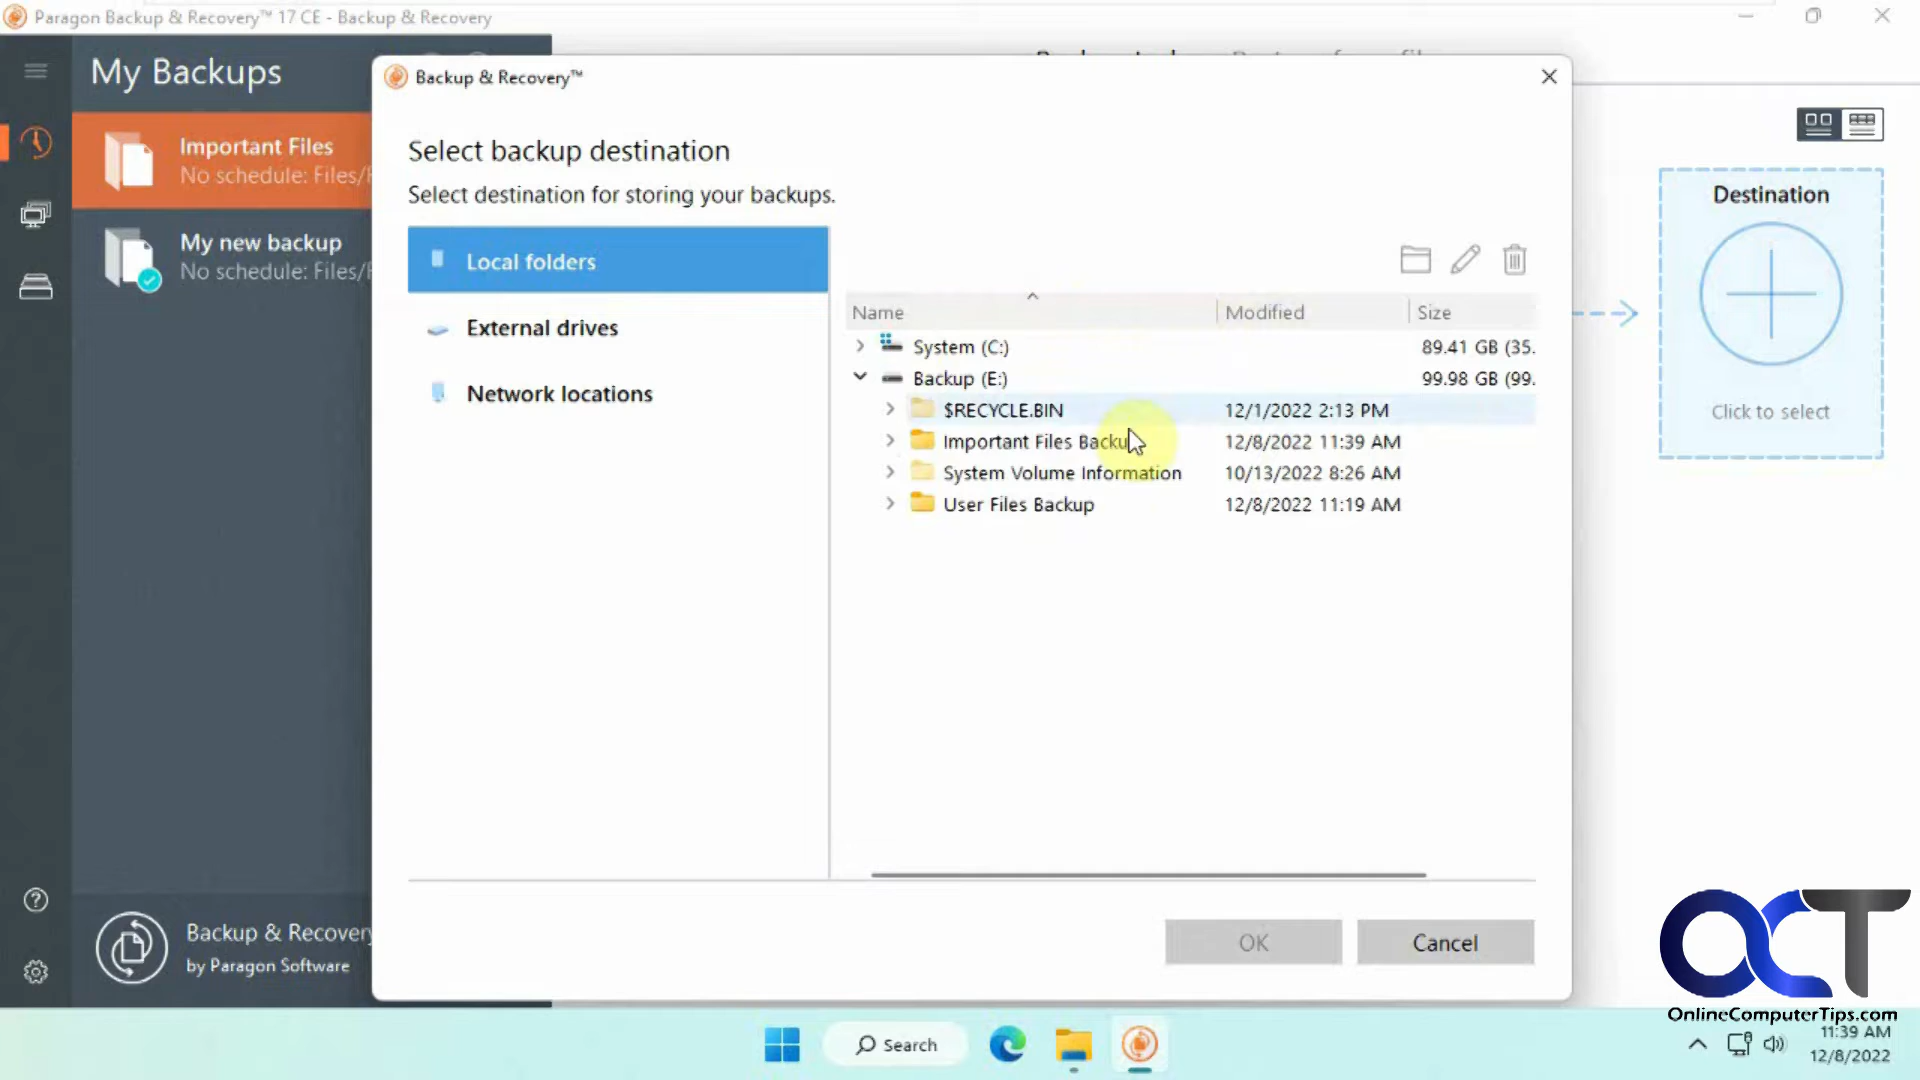 Paragon Backup & Recovery™ 17 CE - Backup & Recovery
My Backups
Important Files
No schedule: Files/F
My new backup
No schedule: Files/F
Backup & Recovery
by Paragon Software
Backup & Recovery™
Select backup destination
Select destination for storing your backups.
Local folders
External drives
Network locations
Name Modified Size
System (C:) 89.41 GB (35.
Backup (E:) 99.98 GB (99.
$RECYCLE.BIN 12/1/2022 2:13 PM
Important Files Backup 12/8/2022 11:39 AM
System Volume Information 10/13/2022 8:26 AM
User Files Backup 12/8/2022 11:19 AM
OK Cancel
Destination
Click to select
OCT
OnlineComputerTips.com
Search
11:39 AM
12/8/2022